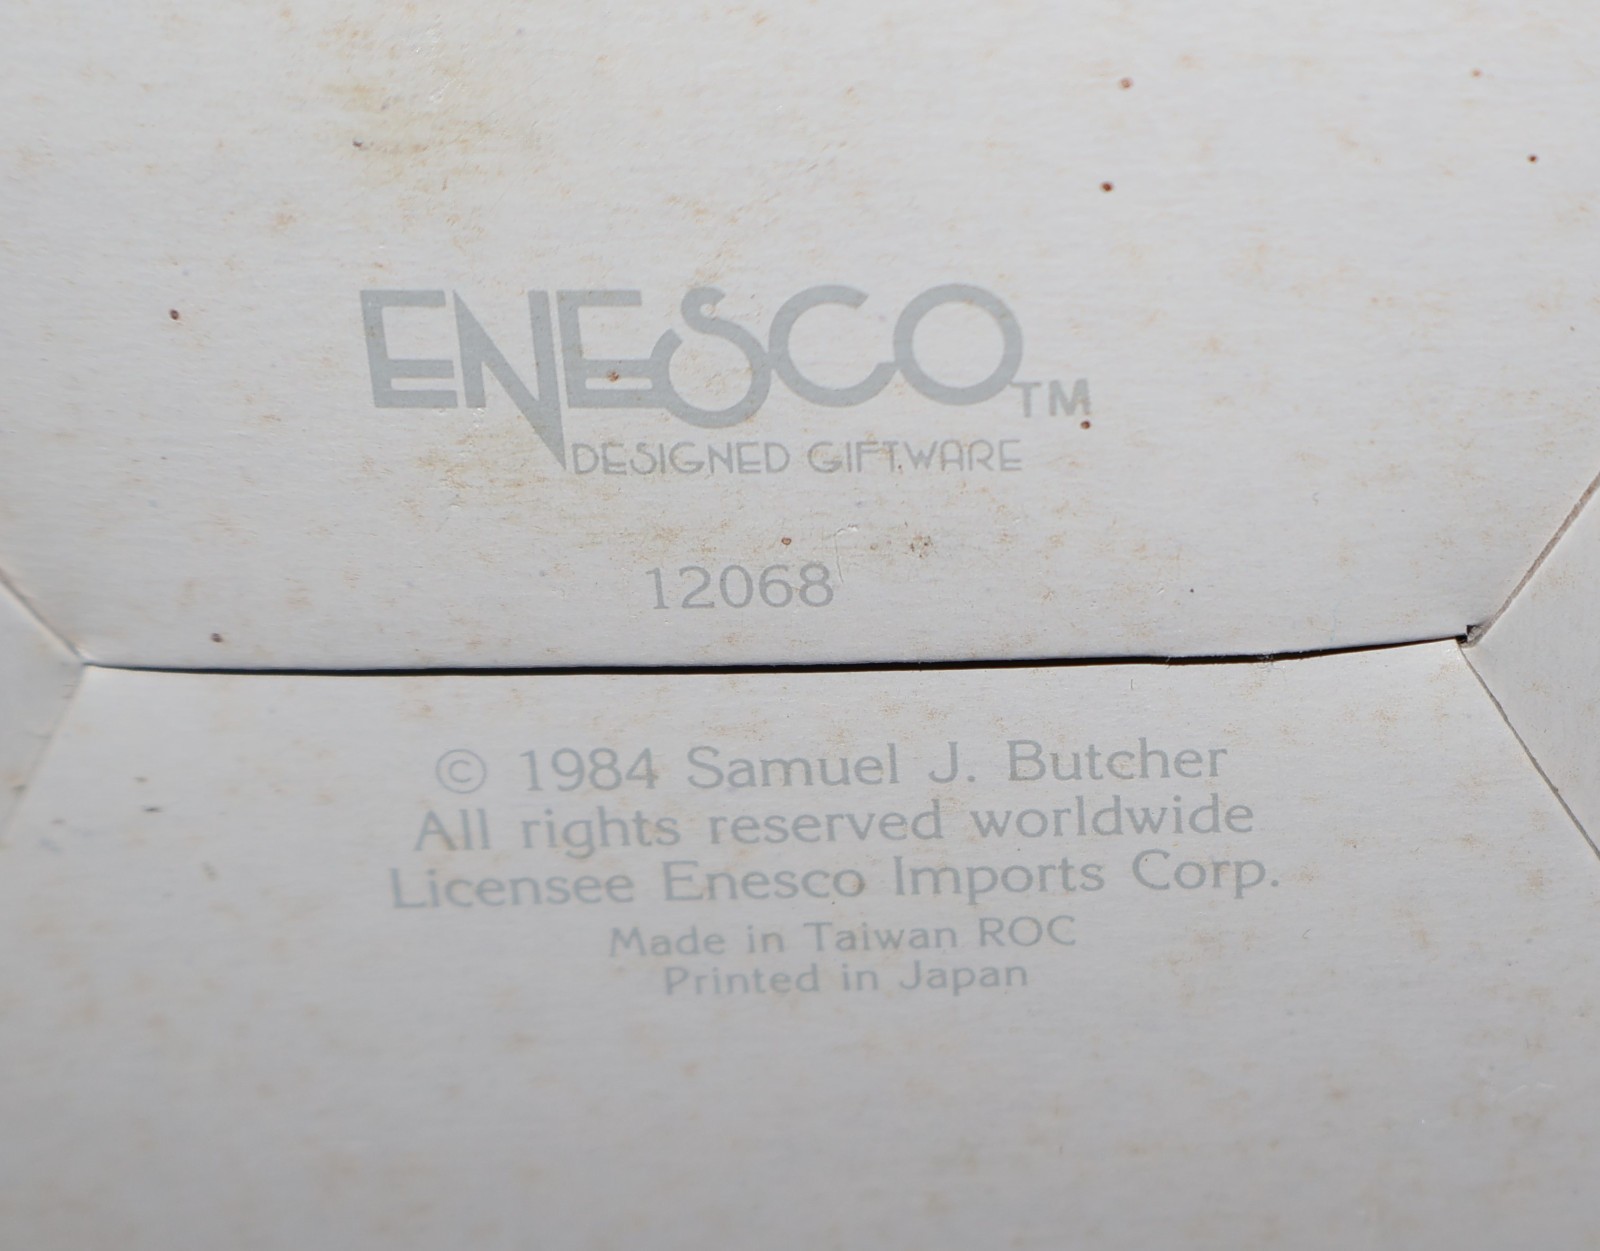 ENESCO TM
DESIGNED GIFTWARE
12068
© 1984 Samuel J. Butcher
All rights reserved worldwide
Licensee Enesco Imports Corp.
Made in Taiwan ROC
Printed in Japan